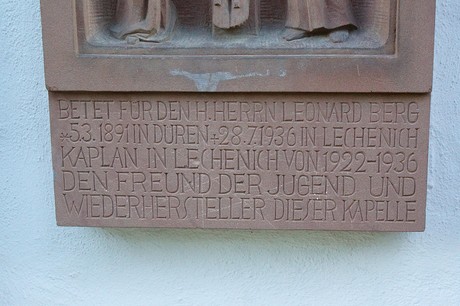 BETET FÜR DEN H. HERRN LEONARD BERG
* 5.3.1891 IN DÜREN + 28.7.1936 IN LECHENICH
KAPLAN IN LECHENICH VON 1922-1936
DEN FREUND DER JUGEND UND
WIEDERHERSTELLER DIESER KAPELLE